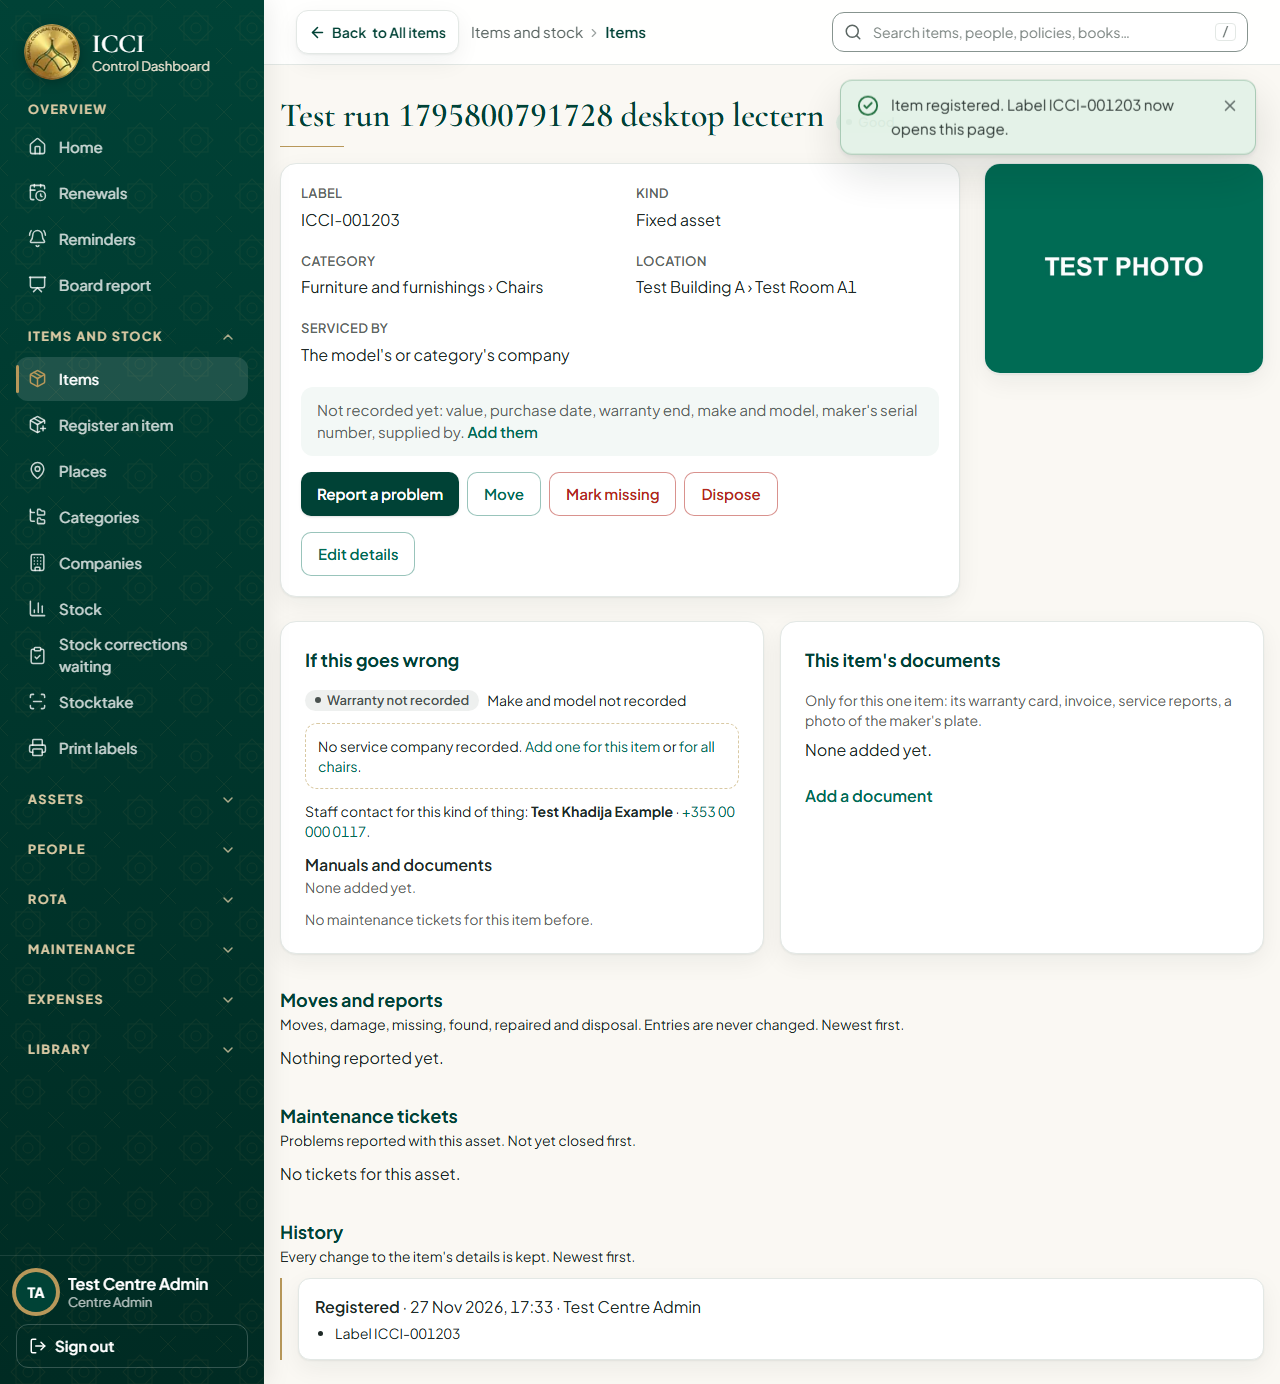 ICCI
Control Dashboard
OVERVIEW
Home
Renewals
Reminders
Board report
ITEMS AND STOCK
Items
Register an item
Places
Categories
Companies
Stock
Stock corrections
waiting
Stocktake
Print labels
ASSETS
PEOPLE
ROTA
MAINTENANCE
EXPENSES
LIBRARY
TA
Test Centre Admin
Centre Admin
Sign out
Back to All items
Items and stock › Items
Search items, people, policies, books…
/
Test run 1795800791728 desktop lectern
Good
Item registered. Label ICCI-001203 now
opens this page.
LABEL
ICCI-001203
KIND
Fixed asset
CATEGORY
Furniture and furnishings › Chairs
LOCATION
Test Building A › Test Room A1
SERVICED BY
The model's or category's company
Not recorded yet: value, purchase date, warranty end, make and model, maker's serial
number, supplied by. Add them
Report a problem
Move
Mark missing
Dispose
Edit details
TEST PHOTO
If this goes wrong
Warranty not recorded
Make and model not recorded
No service company recorded. Add one for this item or for all
chairs.
Staff contact for this kind of thing: Test Khadija Example · +353 00
000 0117.
Manuals and documents
None added yet.
No maintenance tickets for this item before.
This item's documents
Only for this one item: its warranty card, invoice, service reports, a
photo of the maker's plate.
None added yet.
Add a document
Moves and reports
Moves, damage, missing, found, repaired and disposal. Entries are never changed. Newest first.
Nothing reported yet.
Maintenance tickets
Problems reported with this asset. Not yet closed first.
No tickets for this asset.
History
Every change to the item's details is kept. Newest first.
Registered · 27 Nov 2026, 17:33 · Test Centre Admin
Label ICCI-001203